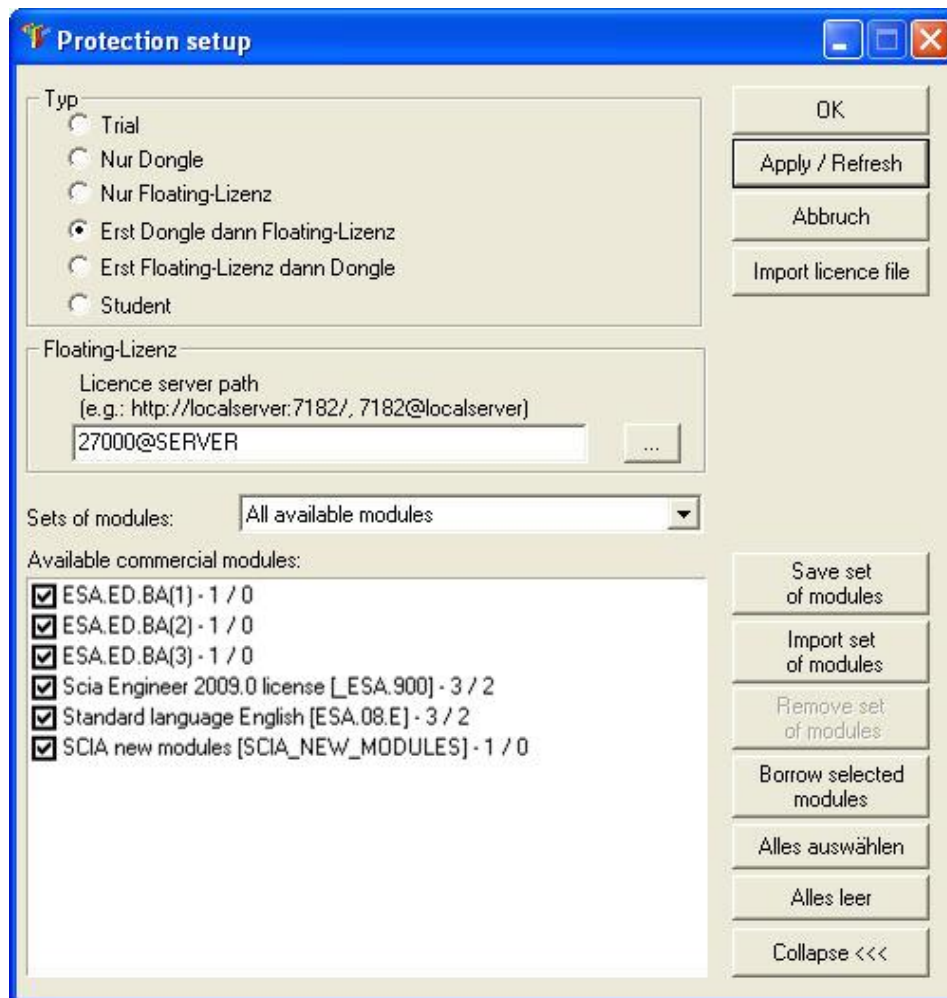 Protection setup
Typ
Trial
Nur Dongle
Nur Floating-Lizenz
Erst Dongle dann Floating-Lizenz
Erst Floating-Lizenz dann Dongle
Student
OK
Apply / Refresh
Abbruch
Import licence file
Floating-Lizenz
Licence server path
(e.g.: http://localserver:7182/, 7182@localserver)
27000@SERVER
...
Sets of modules:
All available modules
Available commercial modules:
ESA.ED.BA(1) - 1 / 0
ESA.ED.BA(2) - 1 / 0
ESA.ED.BA(3) - 1 / 0
Scia Engineer 2009.0 license [_ESA.900] - 3 / 2
Standard language English [ESA.08.E] - 3 / 2
SCIA new modules [SCIA_NEW_MODULES] - 1 / 0
Save set
of modules
Import set
of modules
Remove set
of modules
Borrow selected
modules
Alles auswählen
Alles leer
Collapse <<<